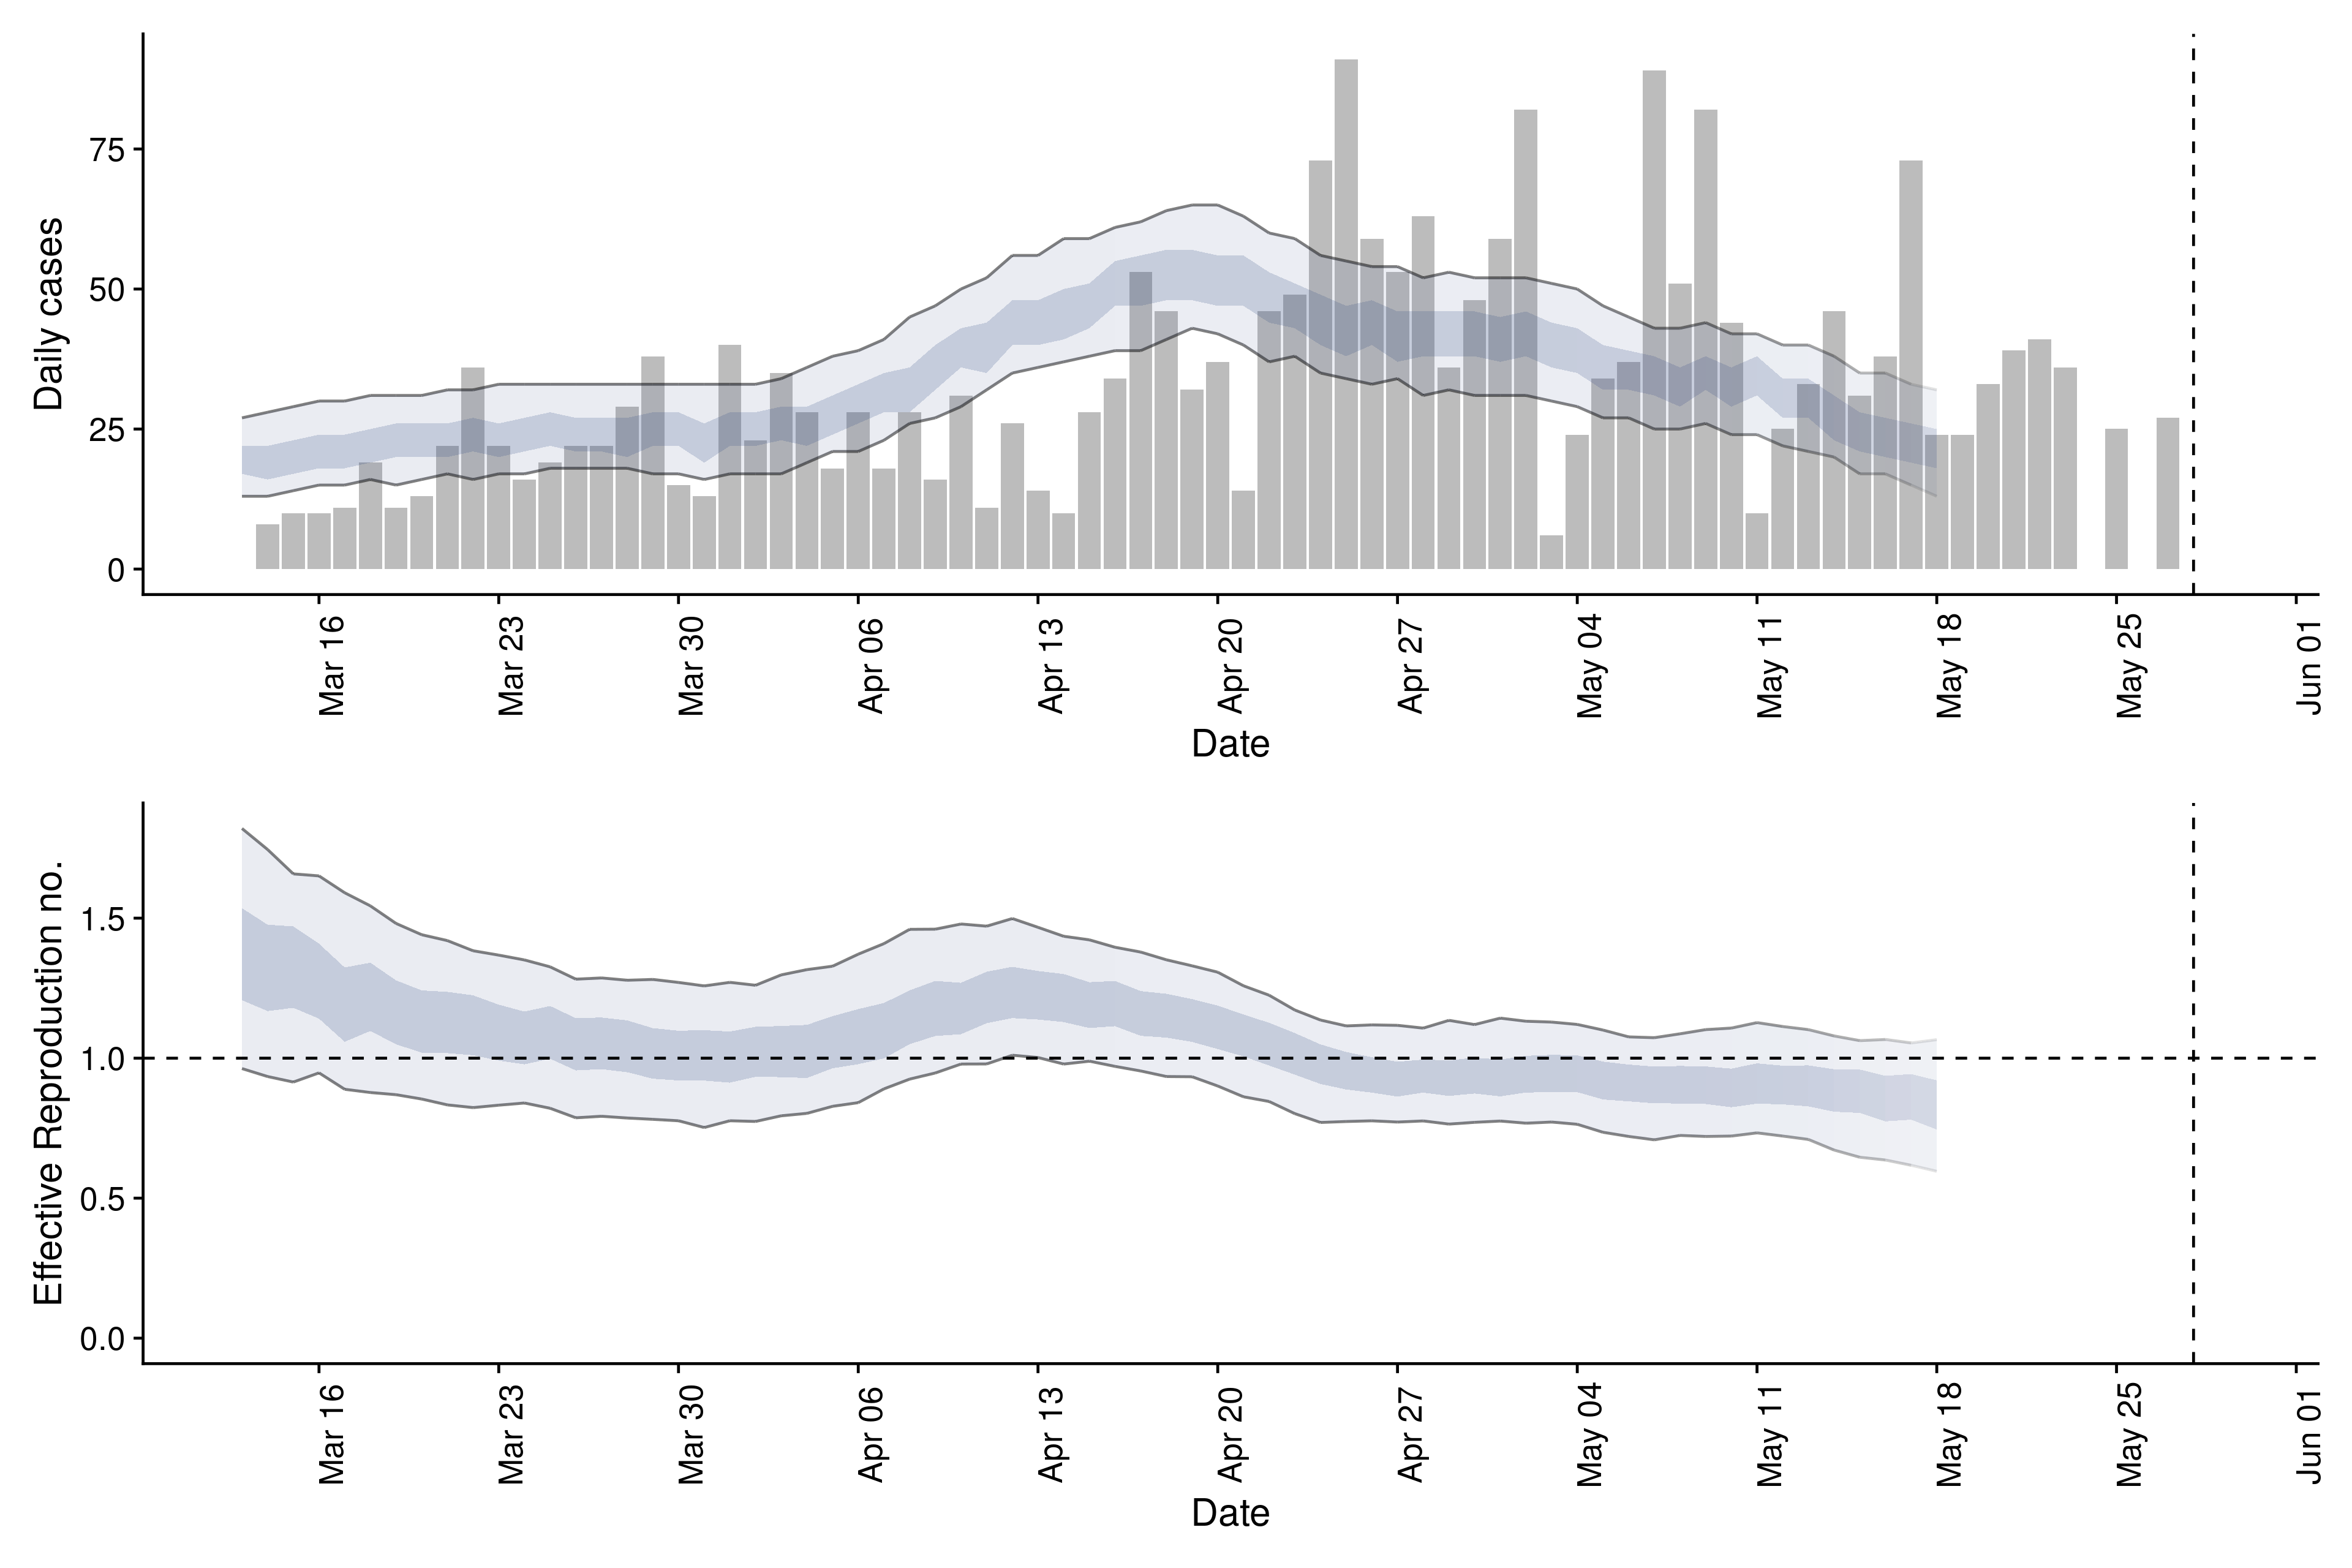 Daily cases
75
50
25
0
Mar 16
Mar 23
Mar 30
Apr 06
Apr 13
Apr 20
Apr 27
May 04
May 11
May 18
May 25
Jun 01
Date
Effective Reproduction no.
1.5
1.0
0.5
0.0
Mar 16
Mar 23
Mar 30
Apr 06
Apr 13
Apr 20
Apr 27
May 04
May 11
May 18
May 25
Jun 01
Date